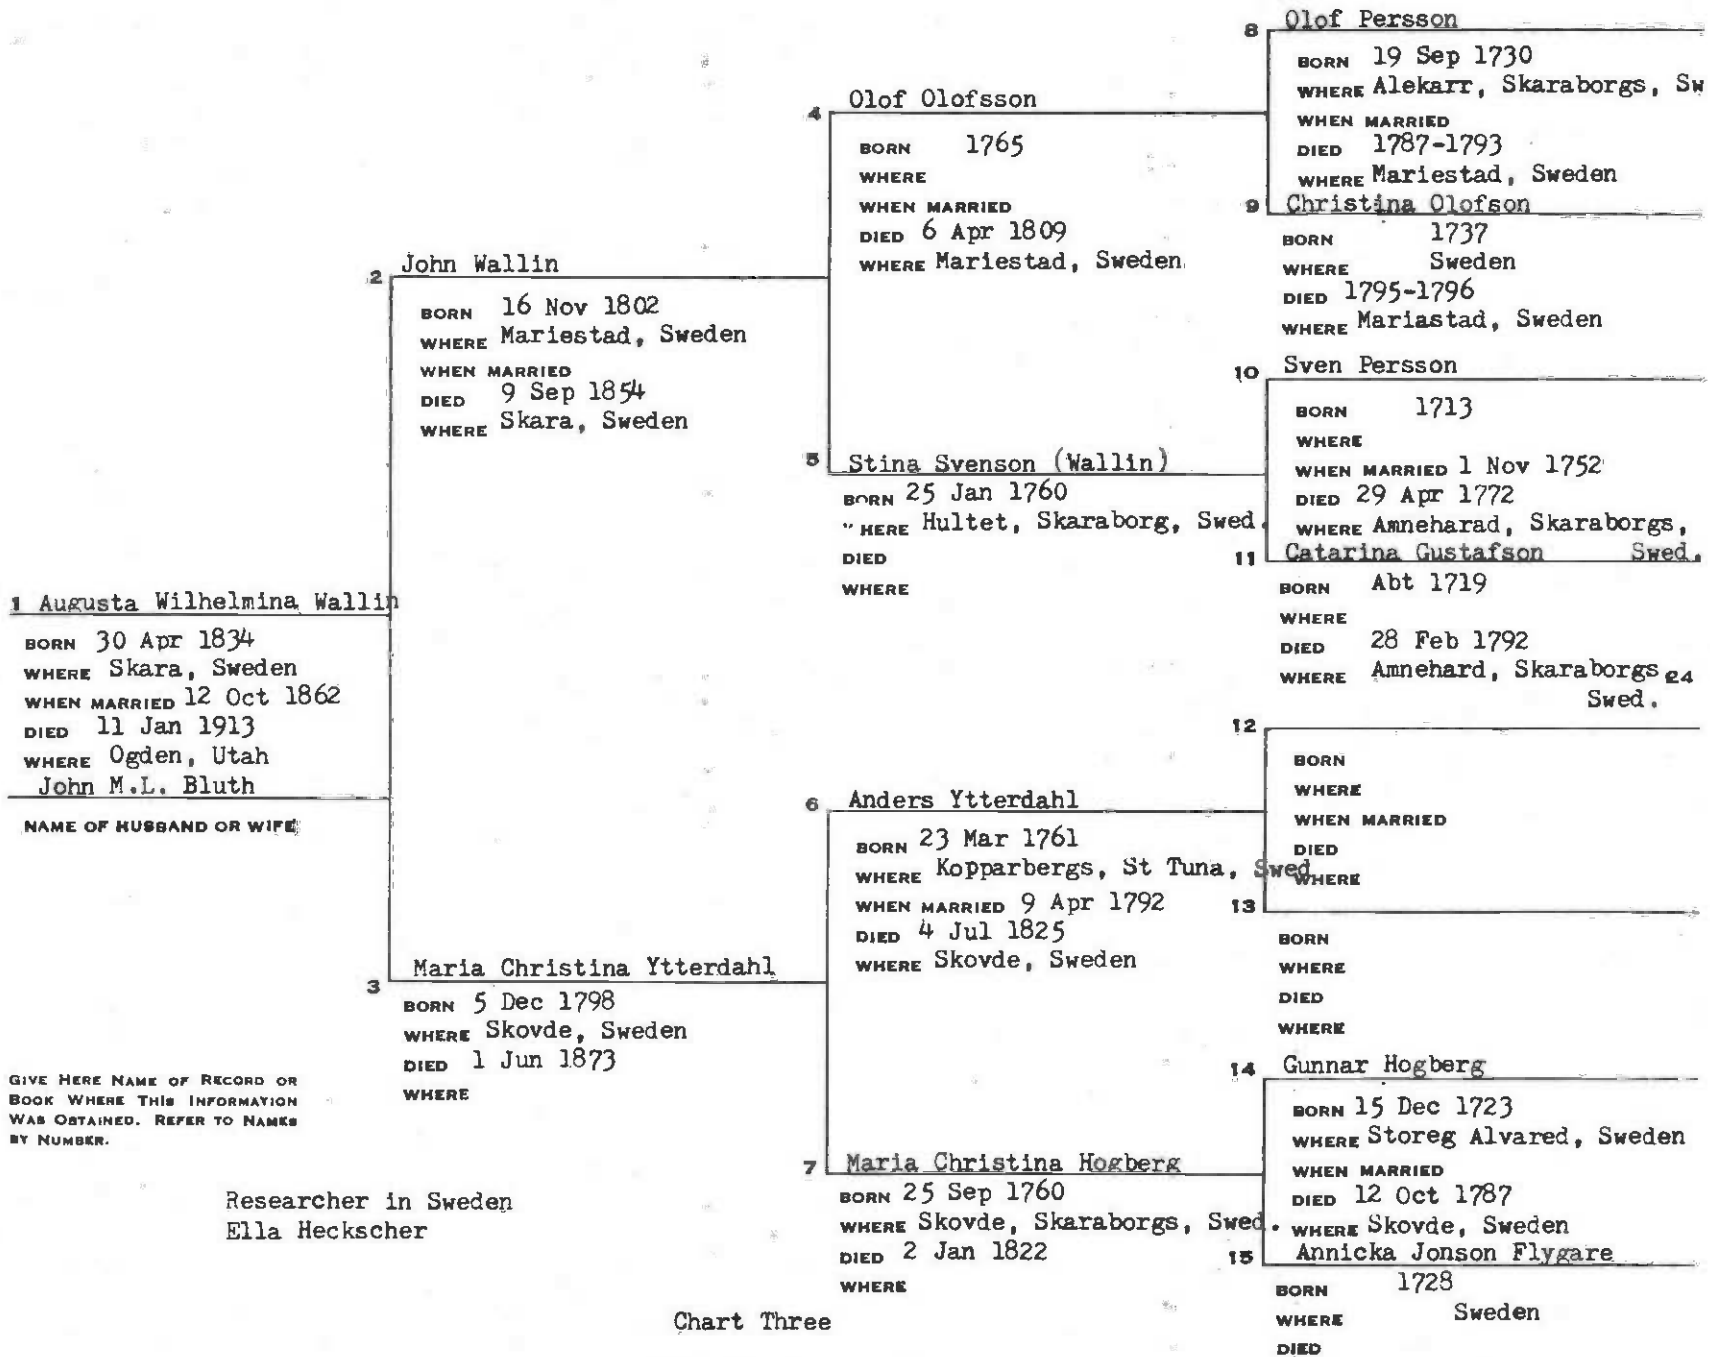 1 Augusta Wilhelmina Wallin
BORN 30 Apr 1834
WHERE Skara, Sweden
WHEN MARRIED 12 Oct 1862
DIED 11 Jan 1913
WHERE Ogden, Utah
John M.L. Bluth
NAME OF HUSBAND OR WIFE
GIVE HERE NAME OF RECORD OR
BOOK WHERE THIS INFORMATION
WAS OBTAINED. REFER TO NAMES
BY NUMBER.
Researcher in Sweden
Ella Heckscher
2 John Wallin
BORN 16 Nov 1802
WHERE Mariestad, Sweden
WHEN MARRIED
DIED 9 Sep 1854
WHERE Skara, Sweden
3 Maria Christina Ytterdahl
BORN 5 Dec 1798
WHERE Skovde, Sweden
DIED 1 Jun 1873
WHERE
4 Olof Olofsson
BORN 1765
WHERE
WHEN MARRIED
DIED 6 Apr 1809
WHERE Mariestad, Sweden
5 Stina Svenson (Wallin)
BORN 25 Jan 1760
"HERE Hultet, Skaraborg, Swed.
DIED
WHERE
6 Anders Ytterdahl
BORN 23 Mar 1761
WHERE Kopparbergs, St Tuna, Swed
WHEN MARRIED 9 Apr 1792
DIED 4 Jul 1825
WHERE Skovde, Sweden
7 Maria Christina Hogberg
BORN 25 Sep 1760
WHERE Skovde, Skaraborgs, Swed.
DIED 2 Jan 1822
WHERE
Chart Three
8 Olof Persson
BORN 19 Sep 1730
WHERE Alekarr, Skaraborgs, Sw
WHEN MARRIED
DIED 1787-1793
WHERE Mariestad, Sweden
9 Christina Olofson
BORN 1737
WHERE Sweden
DIED 1795-1796
WHERE Mariastad, Sweden
10 Sven Persson
BORN 1713
WHERE
WHEN MARRIED 1 Nov 1752
DIED 29 Apr 1772
WHERE Amneharad, Skaraborgs,
Swed.
11 Catarina Gustafson
BORN Abt 1719
WHERE
DIED 28 Feb 1792
WHERE Amnehard, Skaraborgs 24
Swed.
12
BORN
WHERE
WHEN MARRIED
DIED
WHERE
13
BORN
WHERE
DIED
WHERE
14 Gunnar Hogberg
BORN 15 Dec 1723
WHERE Storeg Alvared, Sweden
WHEN MARRIED
DIED 12 Oct 1787
WHERE Skovde, Sweden
15 Annicka Jonson Flygare
BORN 1728
WHERE Sweden
DIED